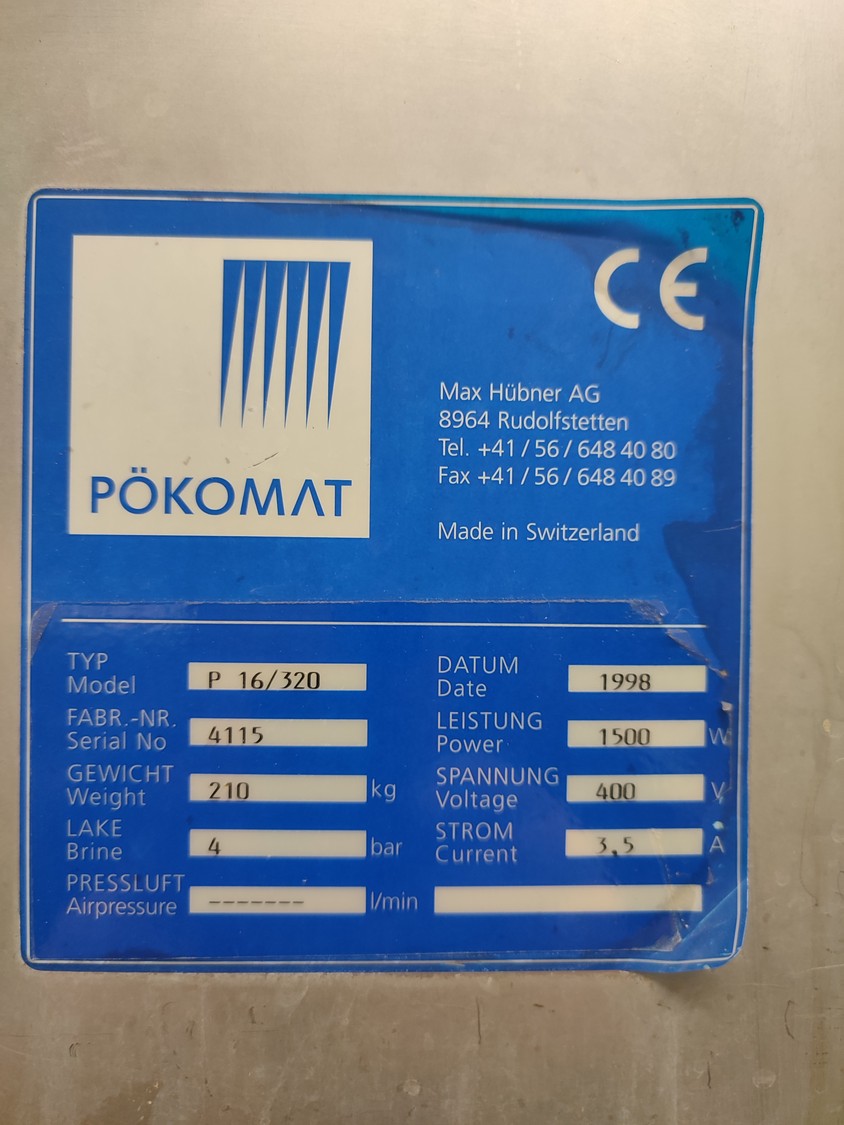 CE
PÖKOMAT
Max Hübner AG
8964 Rudolfstetten
Tel. +41 / 56 / 648 40 80
Fax +41 / 56 / 648 40 89
Made in Switzerland
TYP
Model P 16/320
FABR.-NR.
Serial No 4115
GEWICHT
Weight 210 kg
LAKE
Brine 4 bar
PRESSLUFT
Airpressure ------- l/min
DATUM
Date 1998
LEISTUNG
Power 1500 W
SPANNUNG
Voltage 400 V
STROM
Current 3,5 A